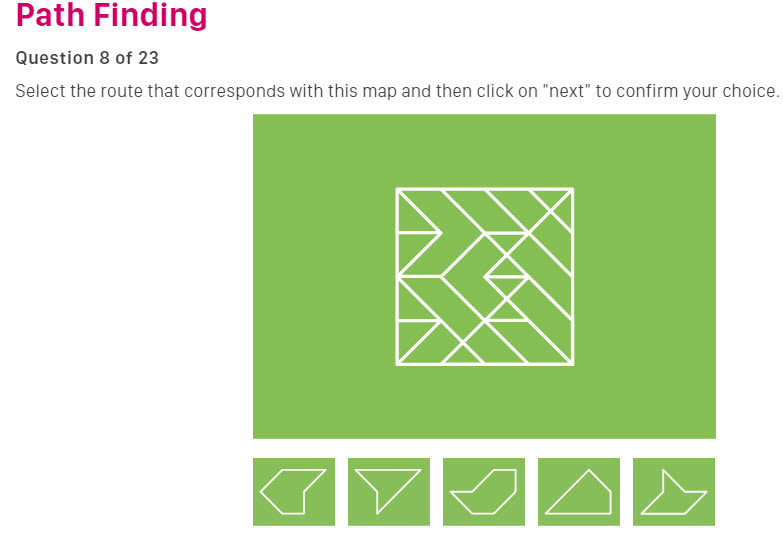 Path Finding
Question 8 of 23
Select the route that corresponds with this map and then click on "next" to confirm your choice.